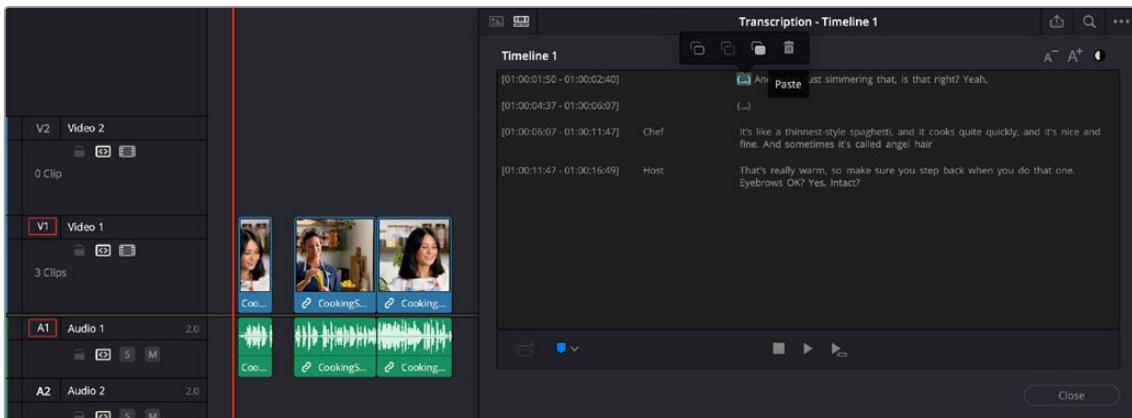 Transcription - Timeline 1
Timeline 1
A- A+
[01:00:01:50 - 01:00:02:40] (...) An ust simmering that, is that right? Yeah,
Paste
[01:00:04:37 - 01:00:06:07] (...)
[01:00:06:07 - 01:00:11:47] Chef It's like a thinnest-style spaghetti, and it cooks quite quickly, and it's nice and
fine. And sometimes it's called angel hair
[01:00:11:47 - 01:00:16:49] Host That's really warm, so make sure you step back when you do that one.
Eyebrows OK? Yes. Intact?
Close
V2 Video 2
0 Clip
V1 Video 1
3 Clips
Coo... CookingS... Cooking...
A1 Audio 1 2.0
S M
Coo... CookingS... Cooking...
A2 Audio 2 2.0
S M